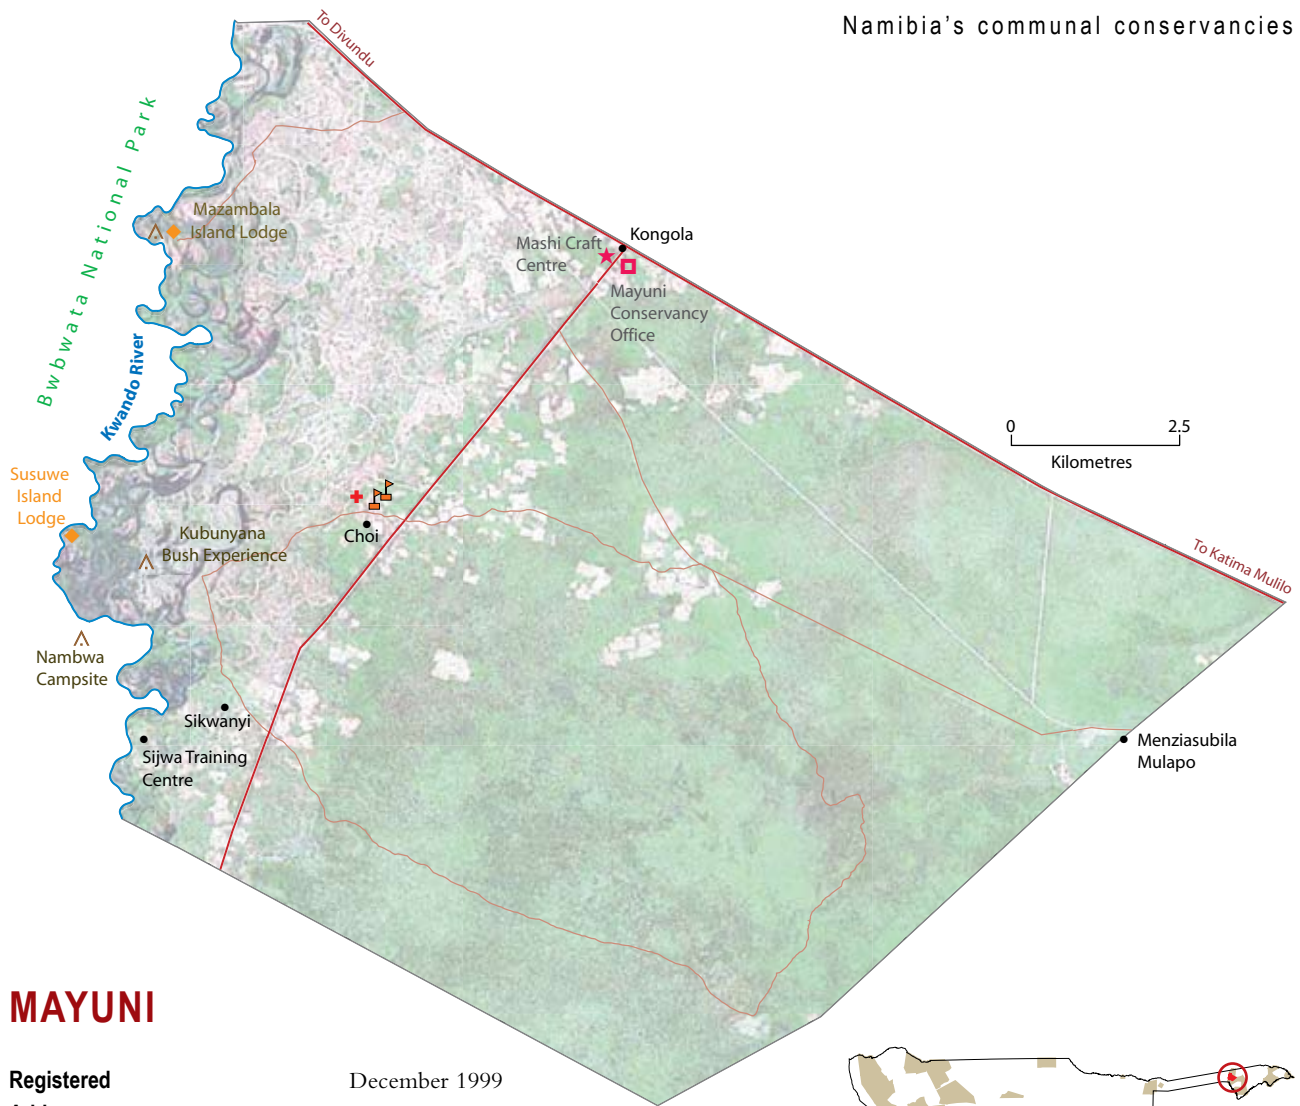 Namibia's communal conservancies
To Divundu
Bwbwata National Park
Mazambala
Island Lodge
Kongola
Mashi Craft
Centre
Mayuni
Conservancy
Office
Kwando River
0 2.5
Kilometres
Susuwe
Island
Lodge
Choi
Kubunyana
Bush Experience
To Katima Mulilo
Nambwa
Campsite
Sikwanyi
Sijwa Training
Centre
Menziasubila
Mulapo
MAYUNI
Registered December 1999